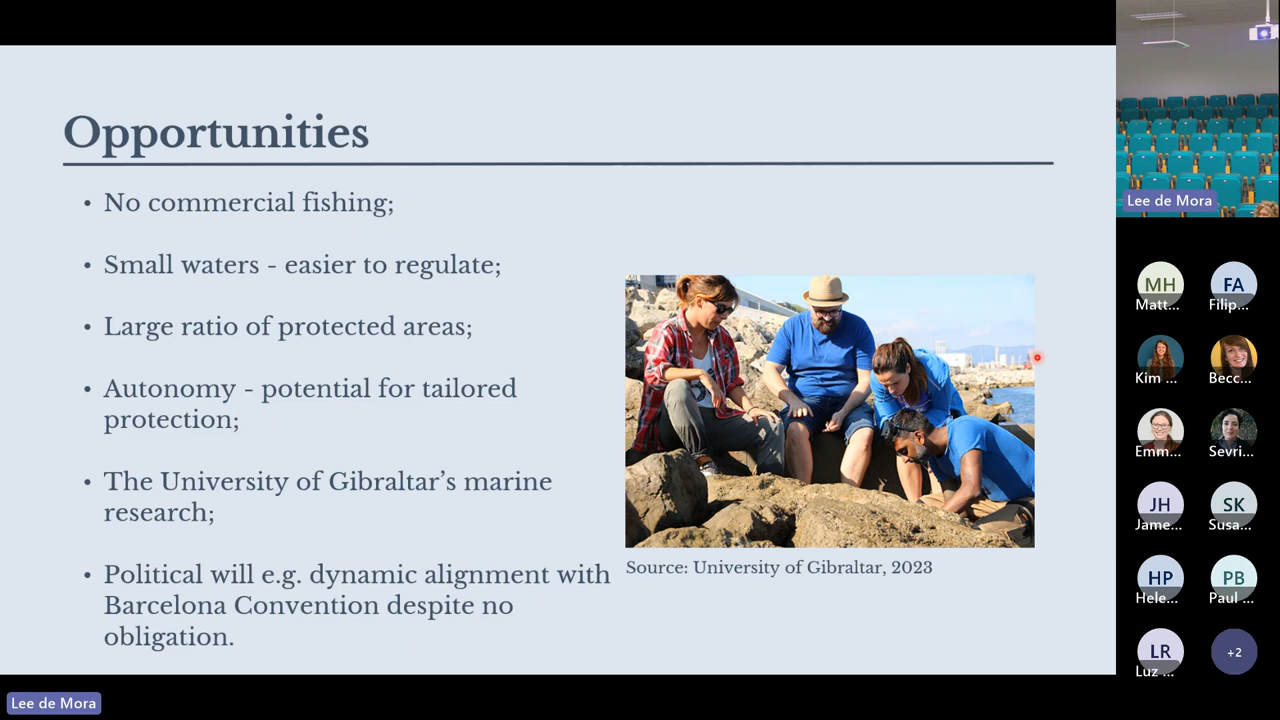 Opportunities
• No commercial fishing;
• Small waters - easier to regulate;
• Large ratio of protected areas;
• Autonomy - potential for tailored
protection;
• The University of Gibraltar’s marine
research;
• Political will e.g. dynamic alignment with
Barcelona Convention despite no
obligation.
Source: University of Gibraltar, 2023
Lee de Mora
MH
Matt...
FA
Filip...
Kim ...
Becc...
Emm...
Sevri...
JH
Jame...
SK
Susa...
HP
Hele...
PB
Paul ...
LR
Luz ...
+2
Lee de Mora